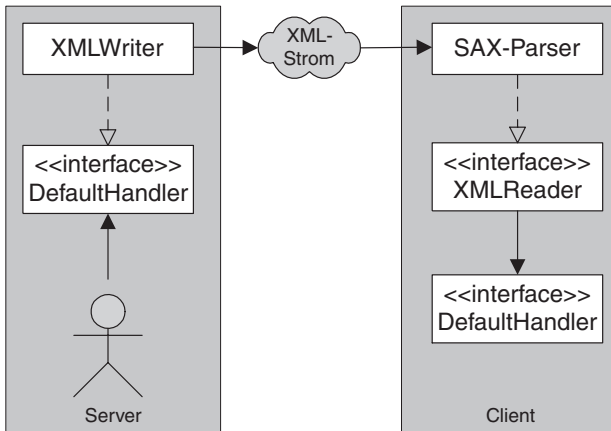 XMLWriter
XML-
Strom
SAX-Parser
<<interface>>
DefaultHandler
<<interface>>
XMLReader
<<interface>>
DefaultHandler
Server
Client